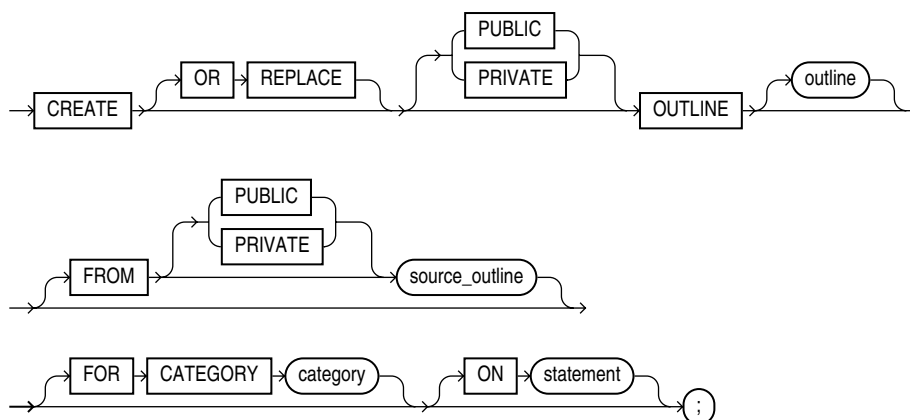 PUBLIC
OR REPLACE PRIVATE outline
CREATE OUTLINE
PUBLIC
PRIVATE
FROM source_outline
FOR CATEGORY category ON statement
;